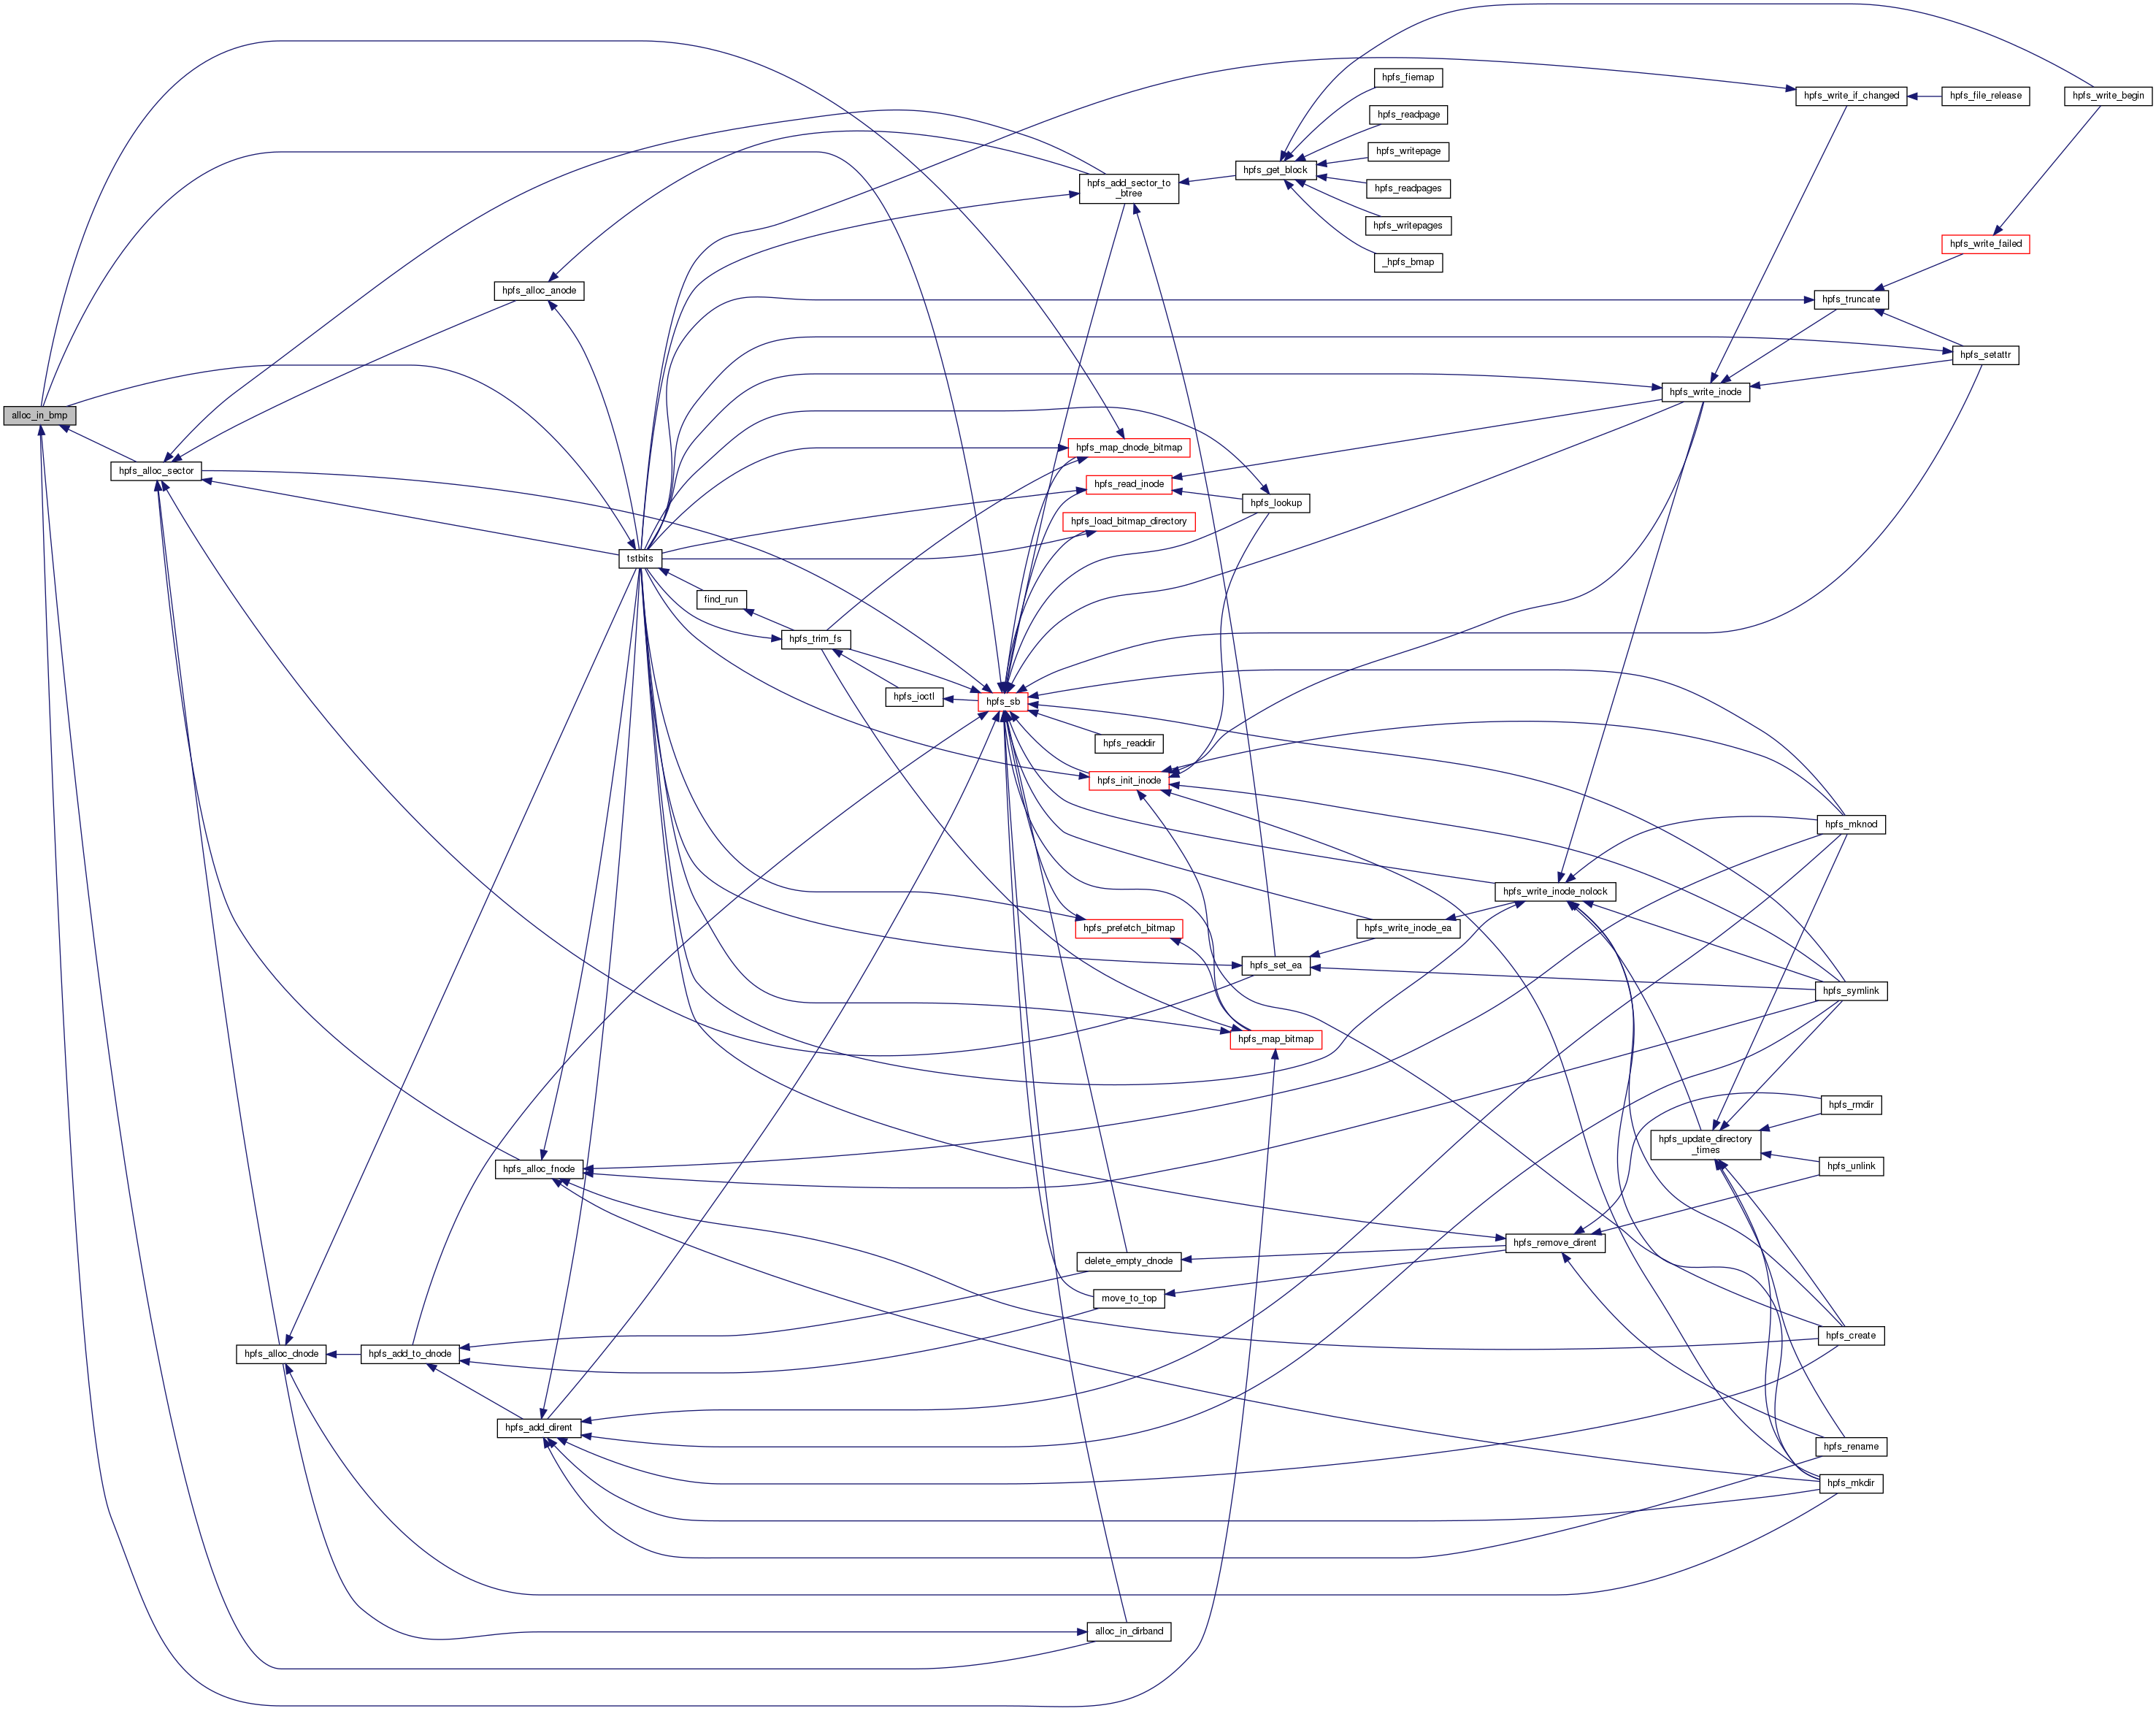 alloc_in_bmp
hpfs_alloc_sector
hpfs_alloc_dnode
hpfs_add_to_dnode
hpfs_alloc_anode
hpfs_alloc_fnode
hpfs_add_dirent
tstbits
find_run
hpfs_trim_fs
hpfs_ioctl
hpfs_sb
hpfs_add_sector_to
_btree
hpfs_map_dnode_bitmap
hpfs_read_inode
hpfs_load_bitmap_directory
hpfs_readdir
hpfs_init_inode
hpfs_prefetch_bitmap
delete_empty_dnode
move_to_top
alloc_in_dirband
hpfs_get_block
hpfs_lookup
hpfs_set_ea
hpfs_map_bitmap
hpfs_fiemap
hpfs_readpage
hpfs_writepage
hpfs_readpages
hpfs_writepages
_hpfs_bmap
hpfs_write_inode_ea
hpfs_write_inode_nolock
hpfs_remove_dirent
hpfs_write_inode
hpfs_update_directory
_times
hpfs_write_if_changed
hpfs_truncate
hpfs_mknod
hpfs_symlink
hpfs_rmdir
hpfs_unlink
hpfs_create
hpfs_rename
hpfs_mkdir
hpfs_file_release
hpfs_write_failed
hpfs_setattr
hpfs_write_begin